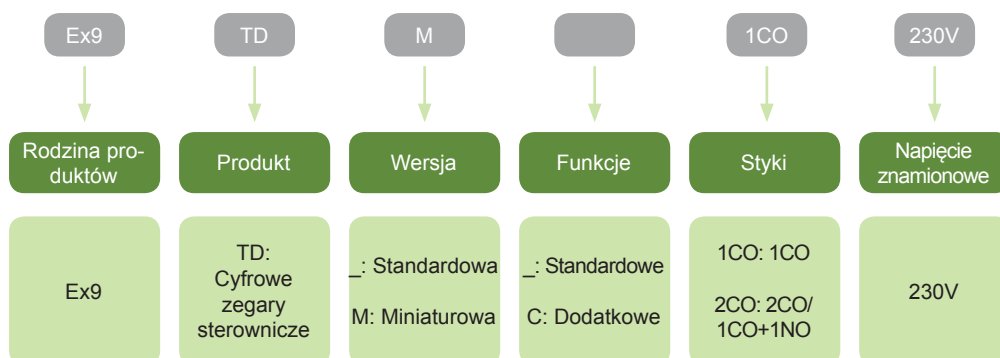 Ex9
TD
M
1CO
230V
Rodzina pro-
duktów
Produkt
Wersja
Funkcje
Styki
Napięcie
znamionowe
Ex9
TD:
Cyfrowe
zegary
sterownicze
_: Standardowa
M: Miniaturowa
_: Standardowe
C: Dodatkowe
1CO: 1CO
2CO: 2CO/
1CO+1NO
230V